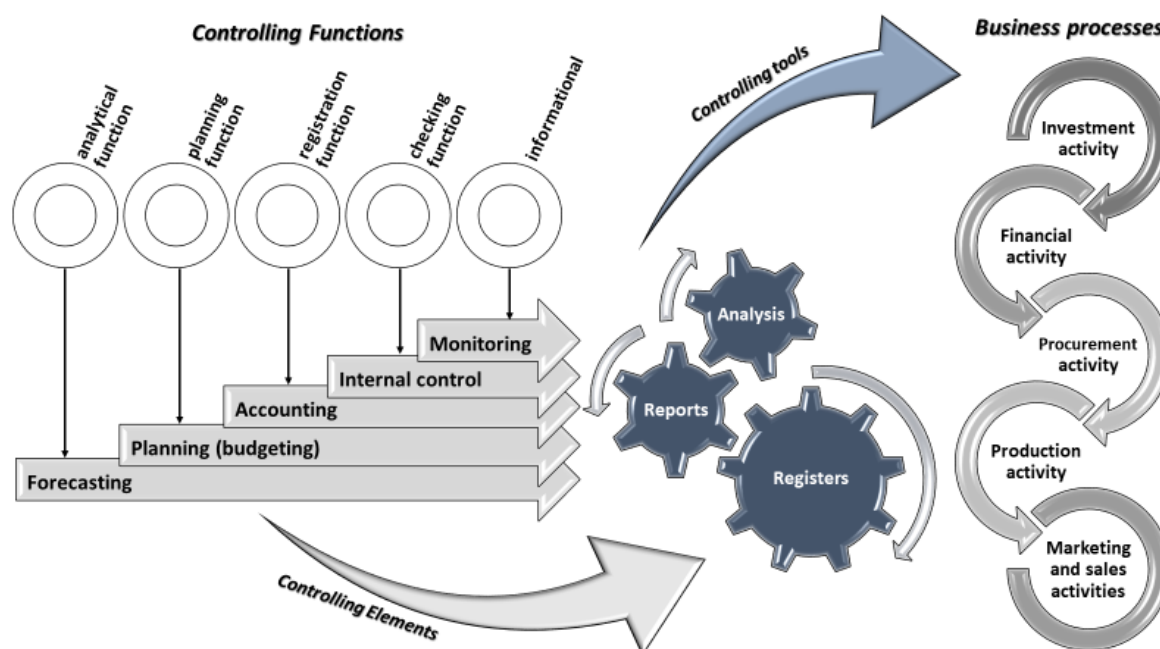 Controlling Functions
analytical
function
planning
function
registration
function
checking
function
informational
Monitoring
Internal control
Accounting
Planning (budgeting)
Forecasting
Controlling Elements
Controlling tools
Analysis
Reports
Registers
Business processes
Investment
activity
Financial
activity
Procurement
activity
Production
activity
Marketing
and sales
activities